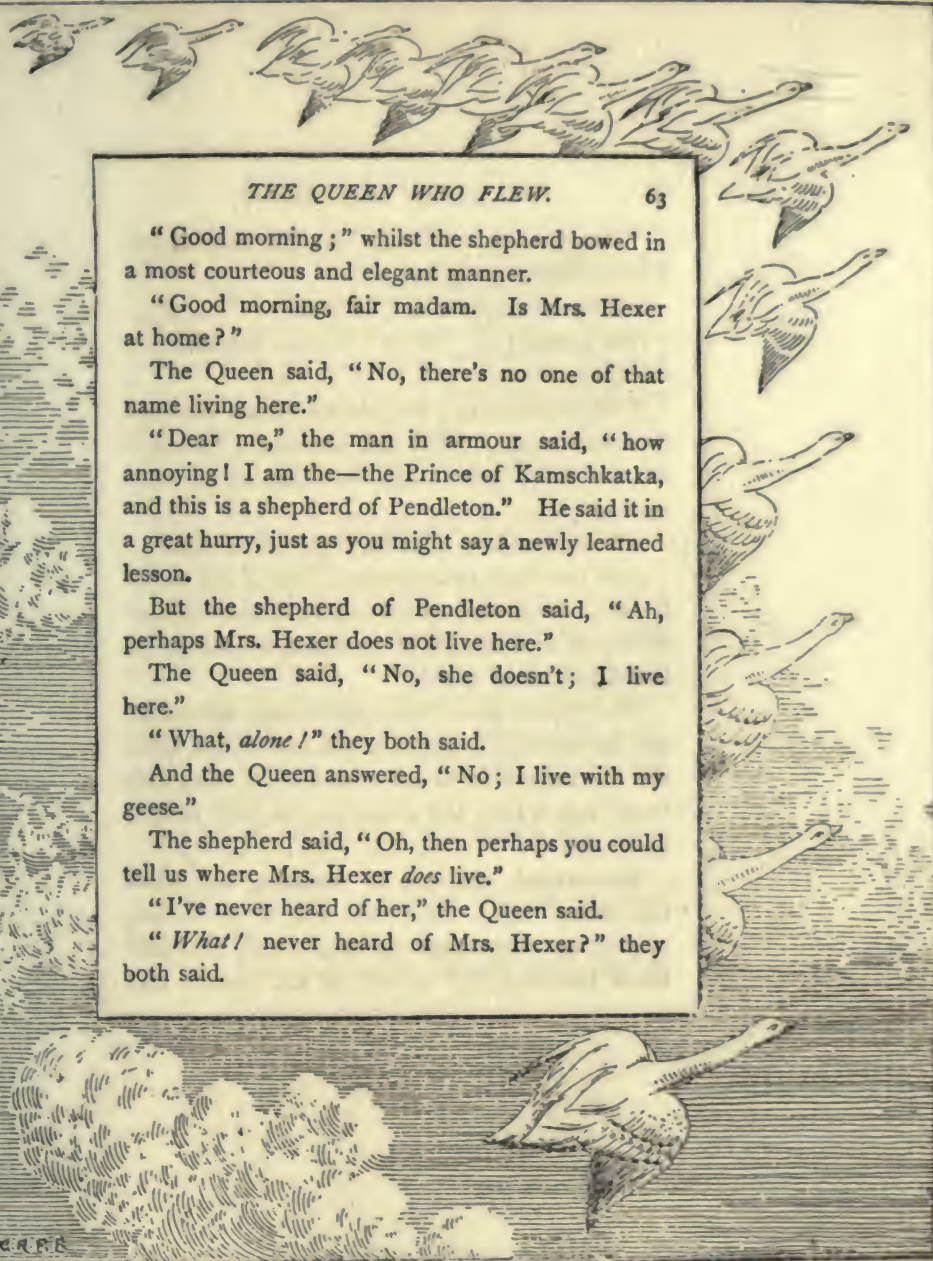 THE QUEEN WHO FLEW. 63
“Good morning;” whilst the shepherd bowed in
a most courteous and elegant manner.
“Good morning, fair madam. Is Mrs. Hexer
at home?”
The Queen said, “No, there's no one of that
name living here.”
“Dear me,” the man in armour said, “how
annoying! I am the—the Prince of Kamschkatka,
and this is a shepherd of Pendleton.” He said it in
a great hurry, just as you might say a newly learned
lesson.
But the shepherd of Pendleton said, “Ah,
perhaps Mrs. Hexer does not live here.”
The Queen said, “No, she doesn't; I live
here.”
“What, alone!” they both said.
And the Queen answered, “No; I live with my
geese.”
The shepherd said, “Oh, then perhaps you could
tell us where Mrs. Hexer does live.”
“I've never heard of her,” the Queen said.
“What! never heard of Mrs. Hexer?” they
both said.